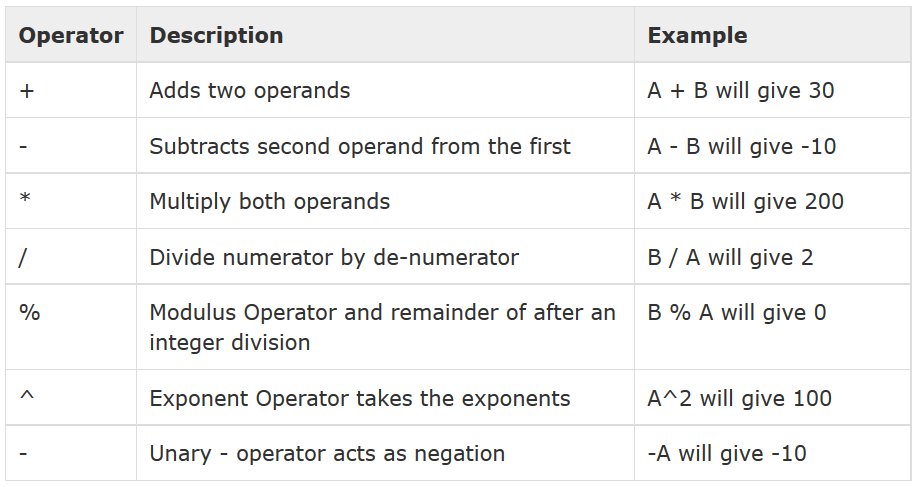 Operator Description Example
+ Adds two operands A + B will give 30
- Subtracts second operand from the first A - B will give -10
* Multiply both operands A * B will give 200
/ Divide numerator by de-numerator B / A will give 2
% Modulus Operator and remainder of after an B % A will give 0
integer division
^ Exponent Operator takes the exponents A^2 will give 100
- Unary - operator acts as negation -A will give -10